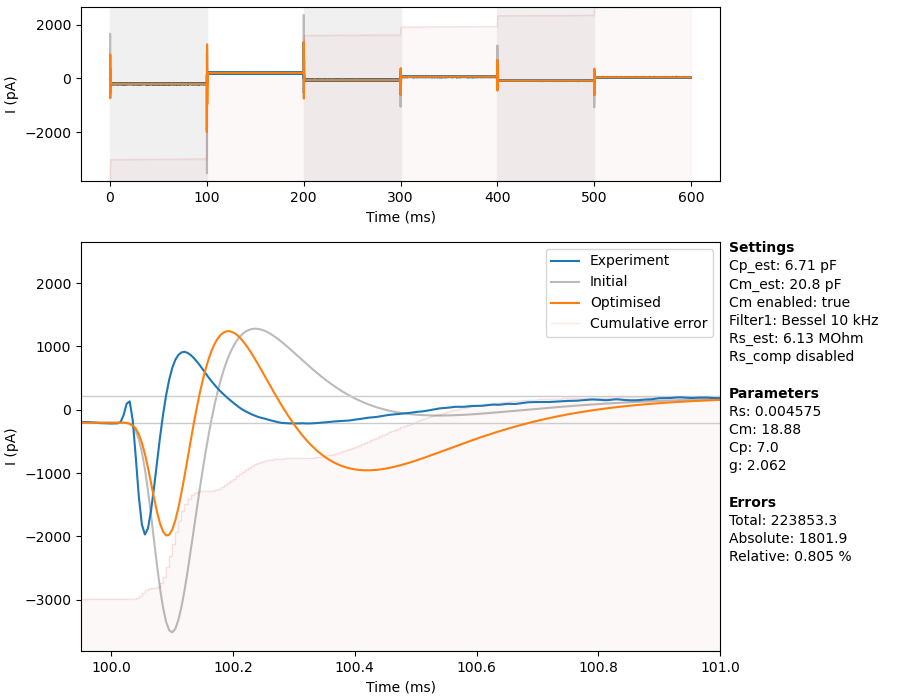 2000
0
−2000
I (pA)
0 100 200 300 400 500 600
Time (ms)
2000
1000
0
−1000
−2000
−3000
I (pA)
Experiment
Initial
Optimised
Cumulative error
100.0 100.2 100.4 100.6 100.8 101.0
Time (ms)
Settings
Cp_est: 6.71 pF
Cm_est: 20.8 pF
Cm enabled: true
Filter1: Bessel 10 kHz
Rs_est: 6.13 MOhm
Rs_comp disabled
Parameters
Rs: 0.004575
Cm: 18.88
Cp: 7.0
g: 2.062
Errors
Total: 223853.3
Absolute: 1801.9
Relative: 0.805 %